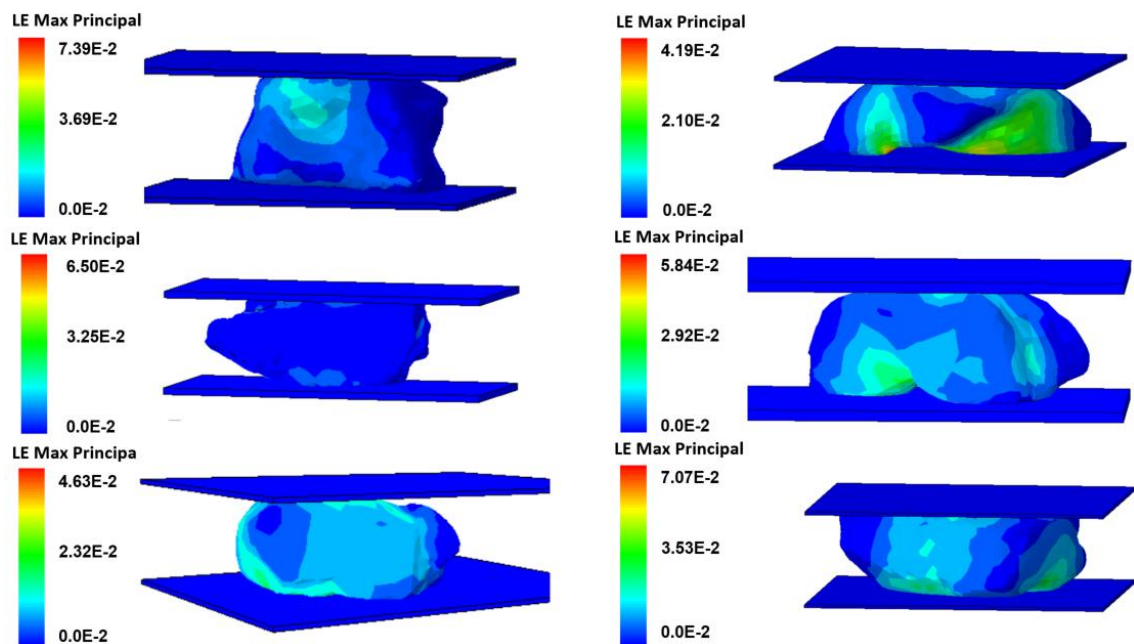 LE Max Principal
7.39E-2
3.69E-2
0.0E-2
LE Max Principal
4.19E-2
2.10E-2
0.0E-2
LE Max Principal
6.50E-2
3.25E-2
0.0E-2
LE Max Principal
5.84E-2
2.92E-2
0.0E-2
LE Max Principa
4.63E-2
2.32E-2
0.0E-2
LE Max Principal
7.07E-2
3.53E-2
0.0E-2